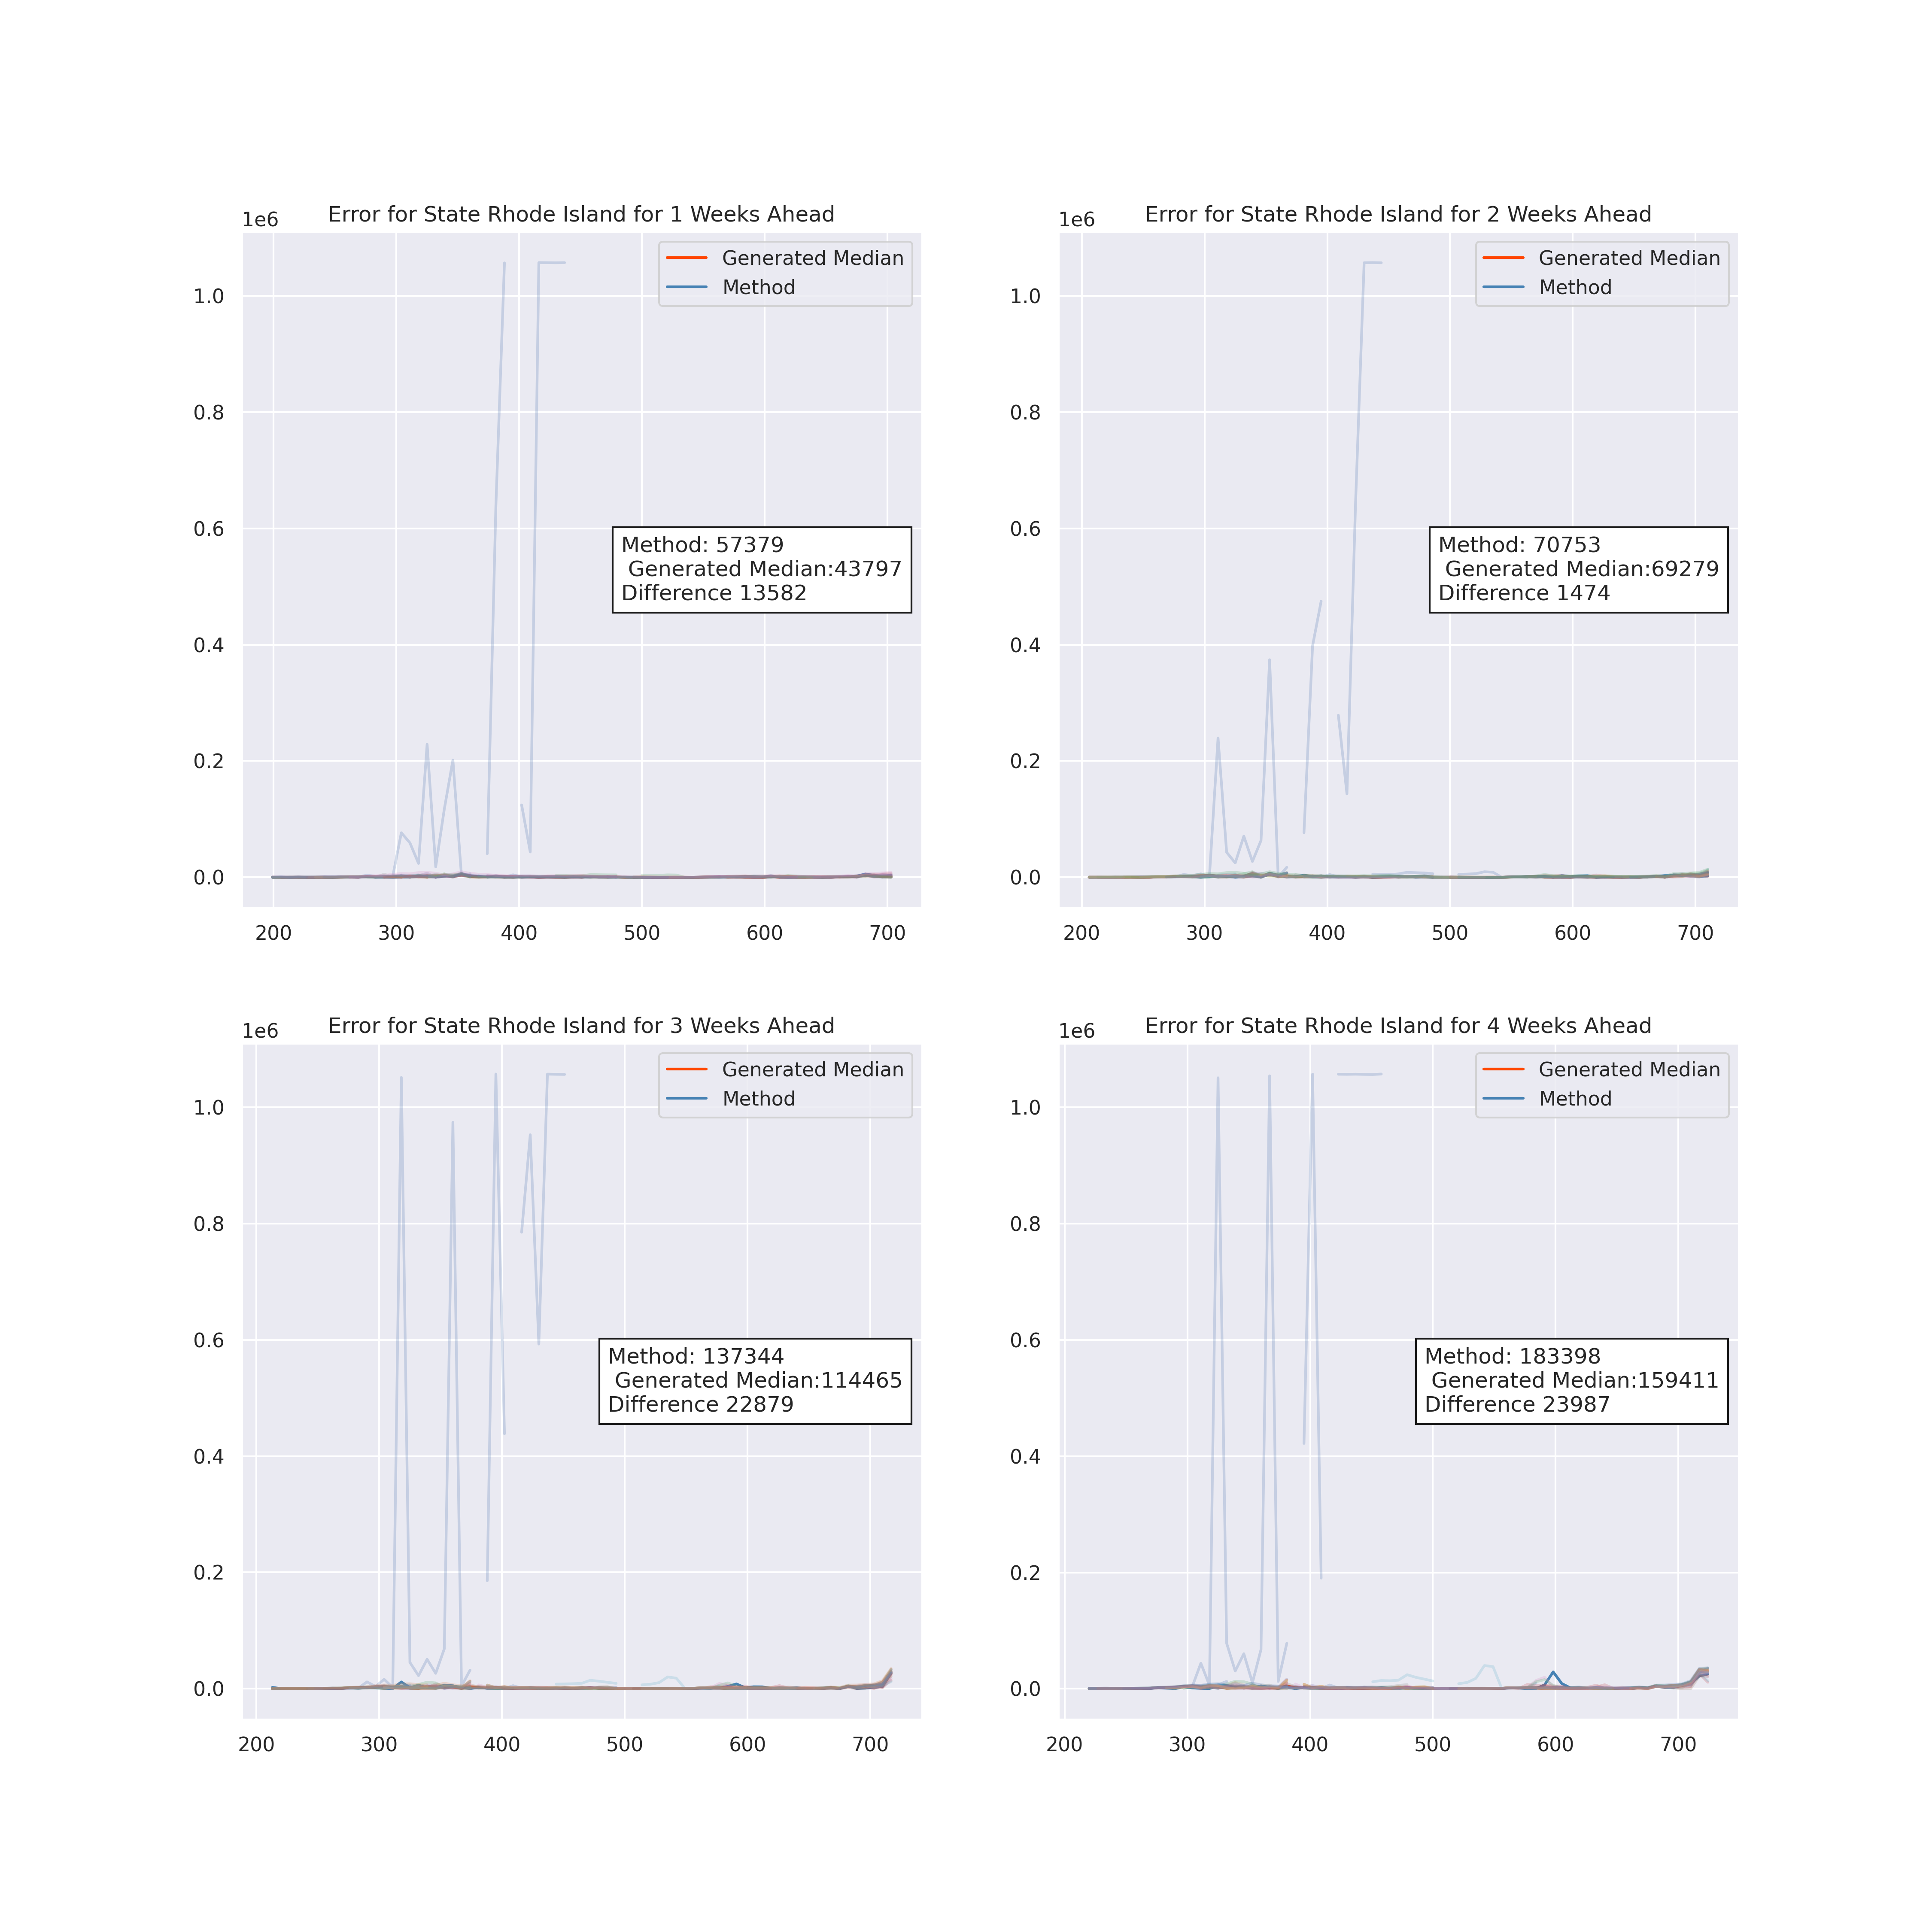 Error for State Rhode Island for 1 Weeks Ahead
1e6
Generated Median
Method
1.0
0.8
0.6
0.4
0.2
0.0
Method: 57379
Generated Median:43797
Difference 13582
200 300 400 500 600 700
Error for State Rhode Island for 2 Weeks Ahead
1e6
Generated Median
Method
1.0
0.8
0.6
0.4
0.2
0.0
Method: 70753
Generated Median:69279
Difference 1474
200 300 400 500 600 700
Error for State Rhode Island for 3 Weeks Ahead
1e6
Generated Median
Method
1.0
0.8
0.6
0.4
0.2
0.0
Method: 137344
Generated Median:114465
Difference 22879
200 300 400 500 600 700
Error for State Rhode Island for 4 Weeks Ahead
1e6
Generated Median
Method
1.0
0.8
0.6
0.4
0.2
0.0
Method: 183398
Generated Median:159411
Difference 23987
200 300 400 500 600 700